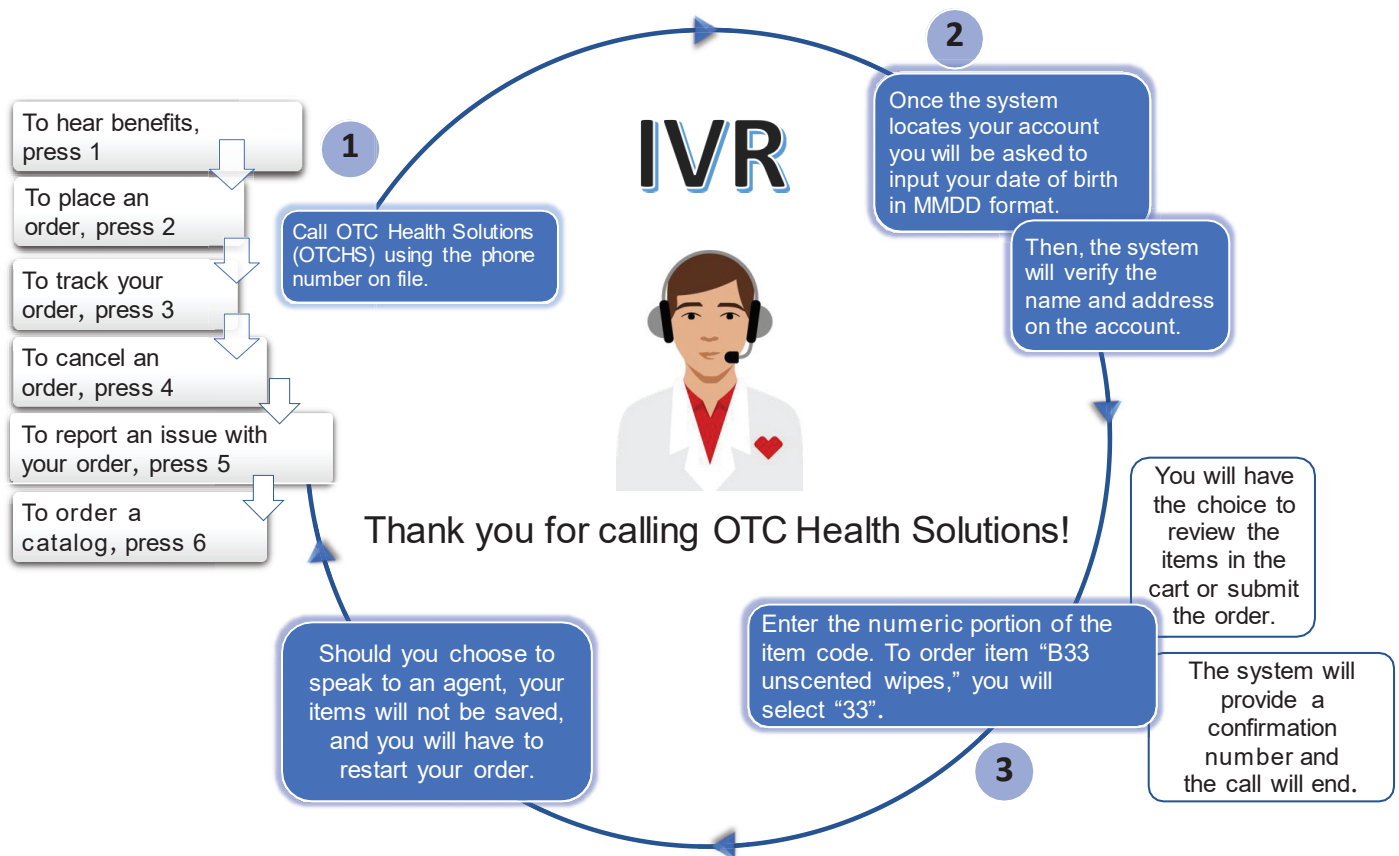 IVR
To hear benefits,
press 1
To place an
order, press 2
To track your
order, press 3
To cancel an
order, press 4
To report an issue with
your order, press 5
To order a
catalog, press 6
1
Call OTC Health Solutions
(OTCHS) using the phone
number on file.
2
Once the system
locates your account
you will be asked to
input your date of birth
in MMDD format.
Then, the system
will verify the
name and address
on the account.
Thank you for calling OTC Health Solutions!
3
Enter the numeric portion of the
item code. To order item “B33
unscented wipes,” you will
select “33”.
You will have
the choice to
review the
items in the
cart or submit
the order.
The system will
provide a
confirmation
number and
the call will end.
Should you choose to
speak to an agent, your
items will not be saved,
and you will have to
restart your order.